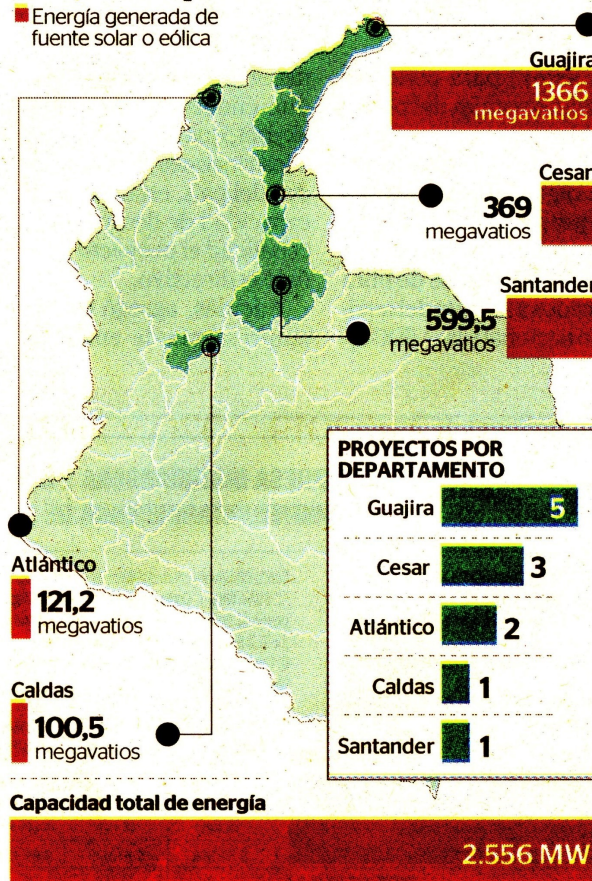 Energía generada de
fuente solar o eólica
Guajira
1366
megavatios
Cesar
369
megavatios
Santander
599,5
megavatios
PROYECTOS POR
DEPARTAMENTO
Guajira 5
Cesar 3
Atlántico 2
Caldas 1
Santander 1
Atlántico
121,2
megavatios
Caldas
100,5
megavatios
Capacidad total de energía
2.556 MW